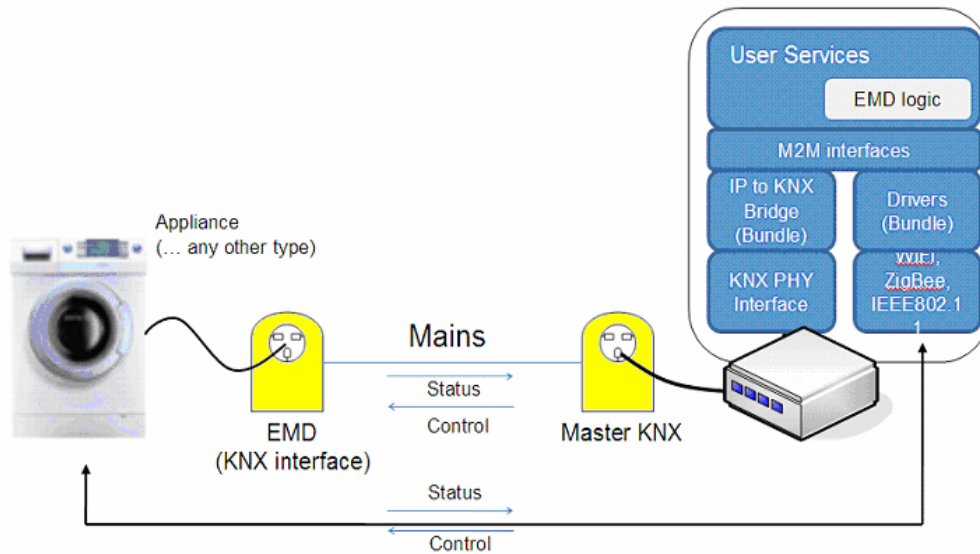 User Services
EMD logic
M2M interfaces
IP to KNX
Bridge
(Bundle)
Drivers
(Bundle)
KNX PHY
Interface
WIFI,
ZigBee,
IEEE802.1
1
Appliance
(... any other type)
Mains
Status
Control
EMD
(KNX interface)
Master KNX
Status
Control